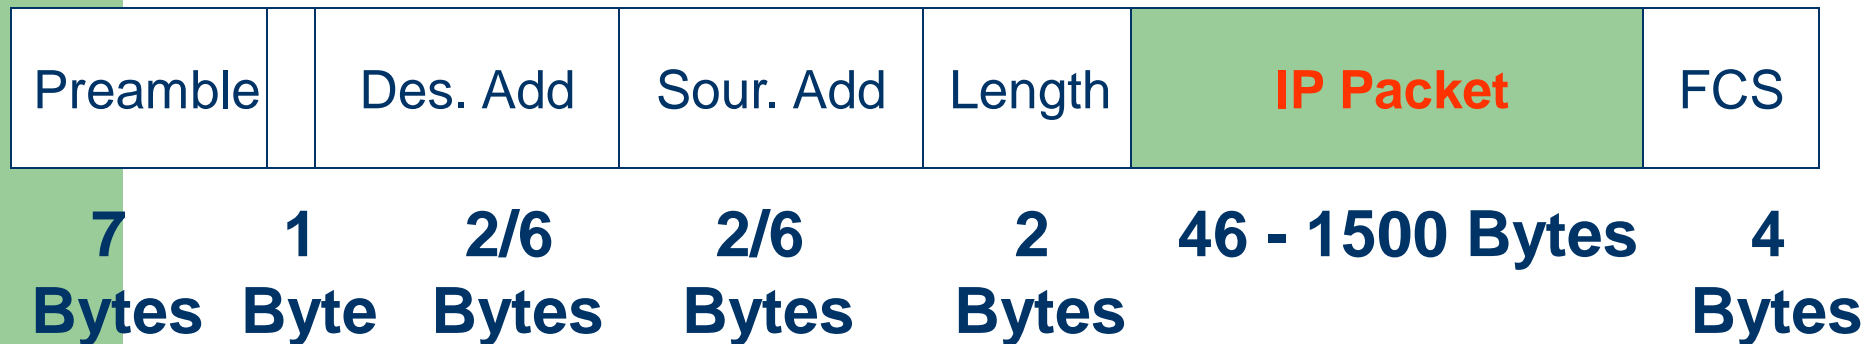 Preamble Des. Add Sour. Add Length IP Packet FCS
7 1 2/6 2/6 2 46 - 1500 Bytes 4
Bytes Byte Bytes Bytes Bytes Bytes